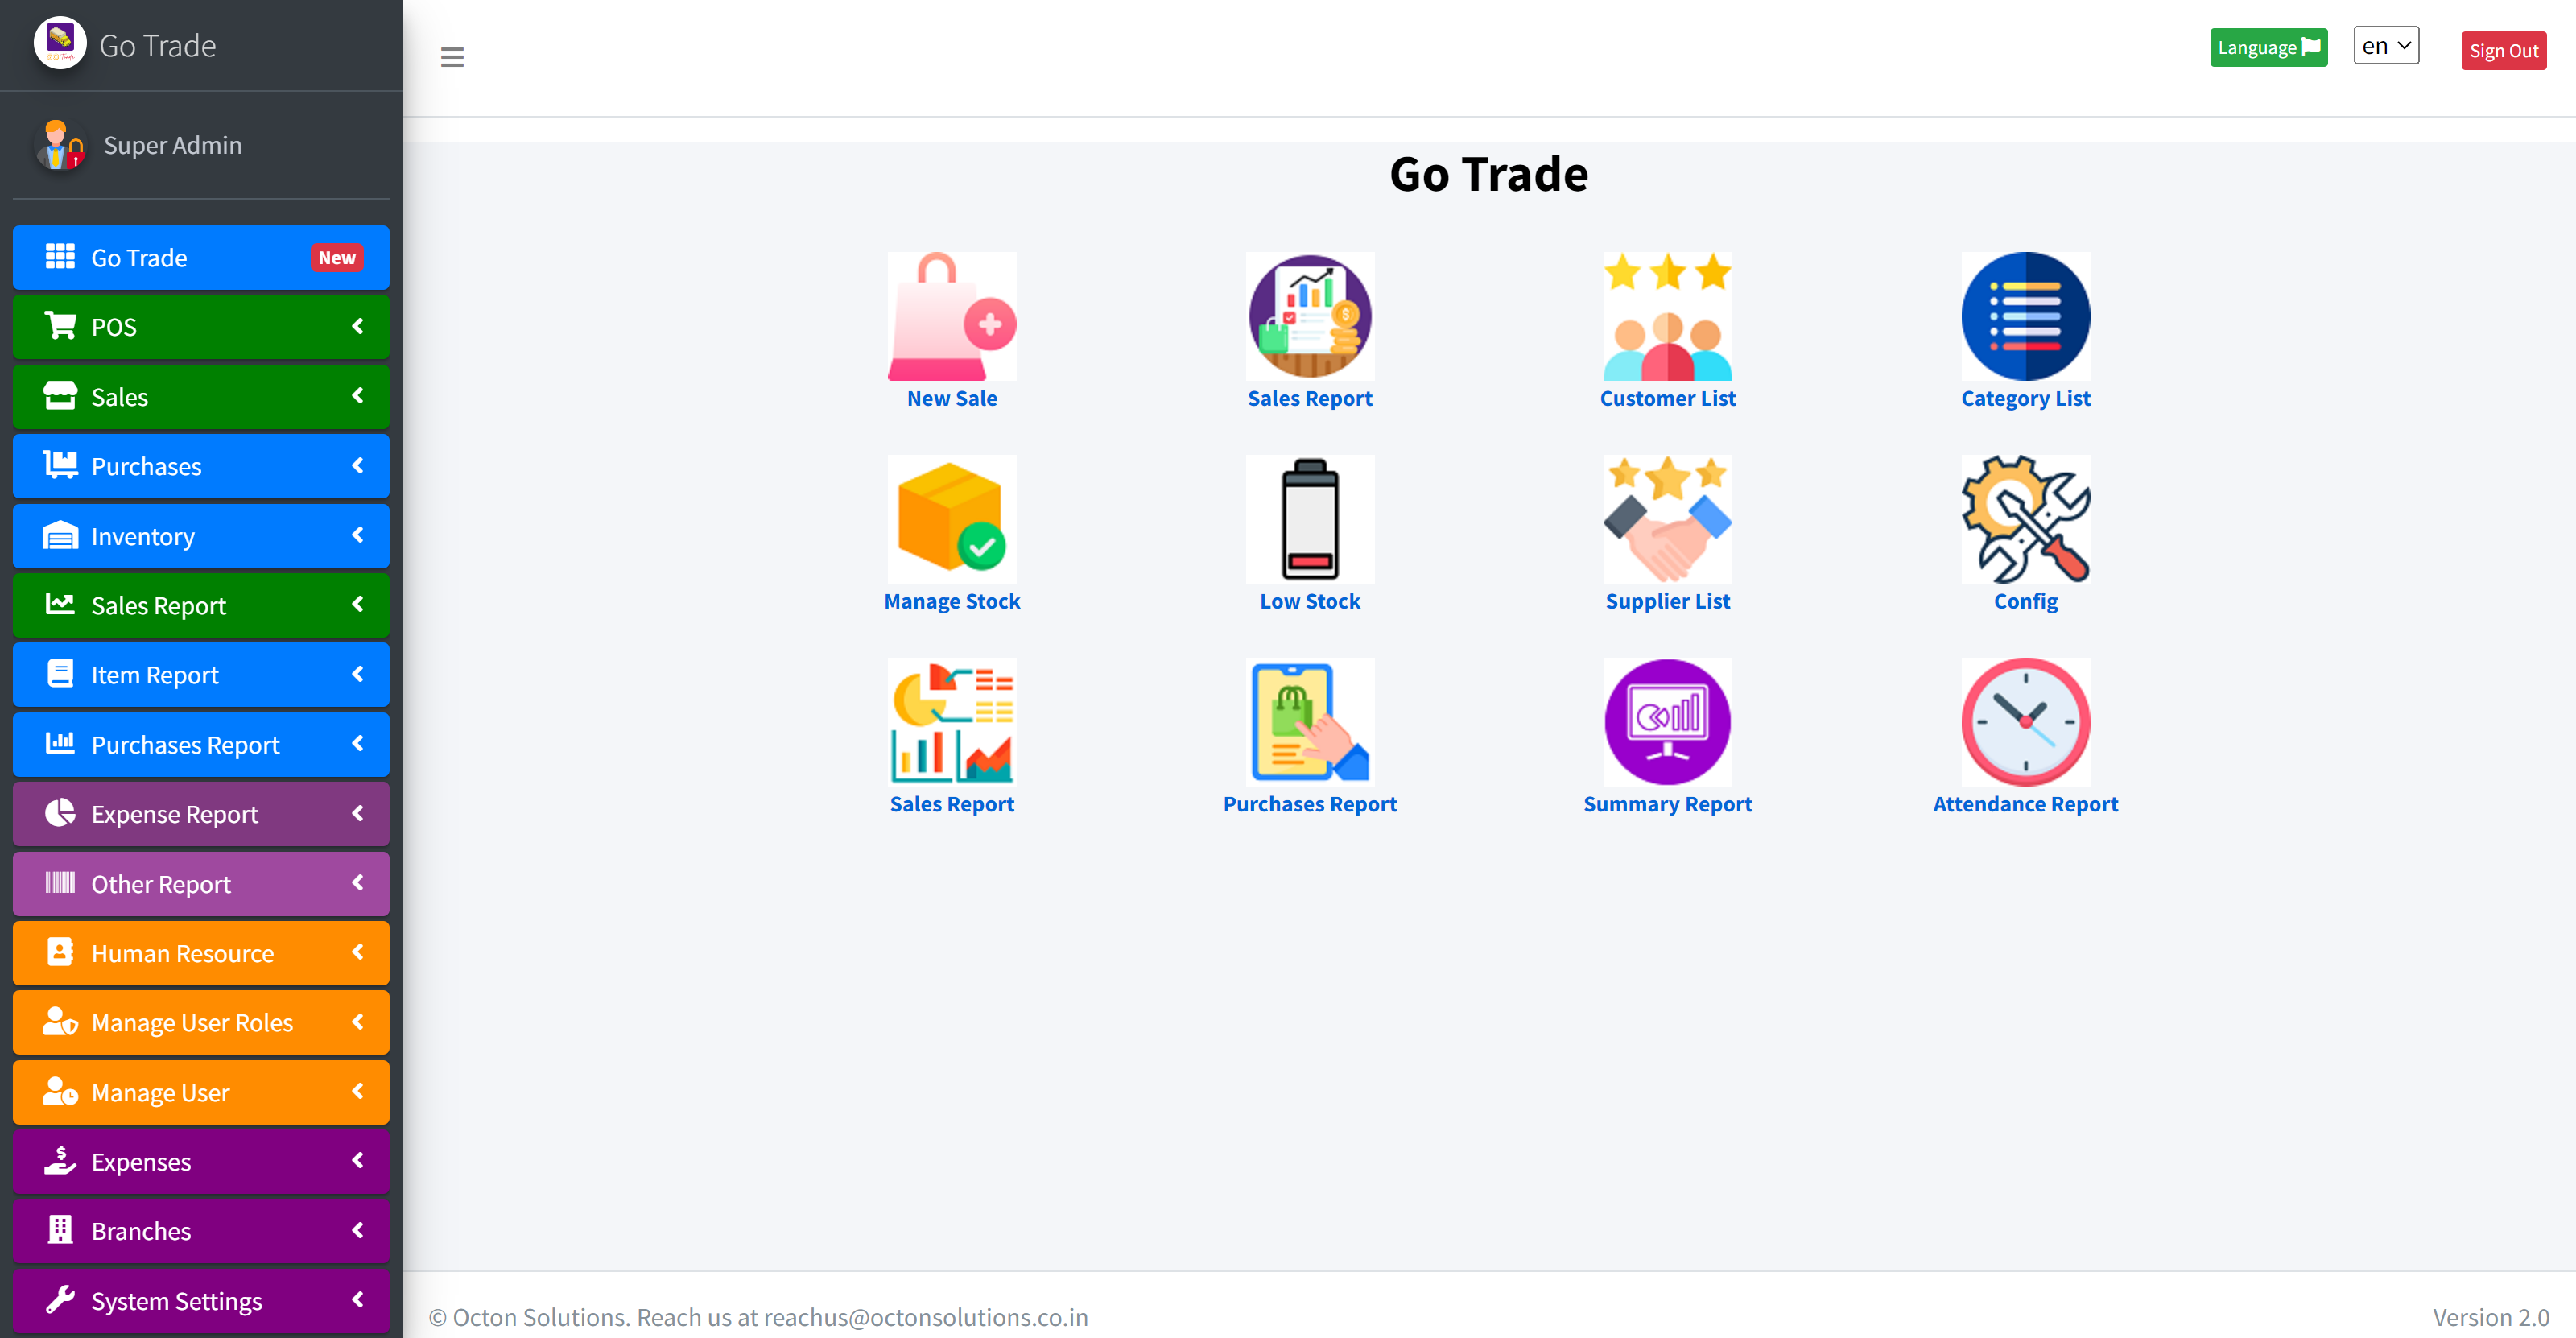 Go Trade
Super Admin
Go Trade New
POS
Sales
Purchases
Inventory
Sales Report
Item Report
Purchases Report
Expense Report
Other Report
Human Resource
Manage User Roles
Manage User
Expenses
Branches
System Settings
Language en Sign Out
Go Trade
New Sale Sales Report Customer List Category List
Manage Stock Low Stock Supplier List Config
Sales Report Purchases Report Summary Report Attendance Report
© Octon Solutions. Reach us at reachus@octonsolutions.co.in Version 2.0